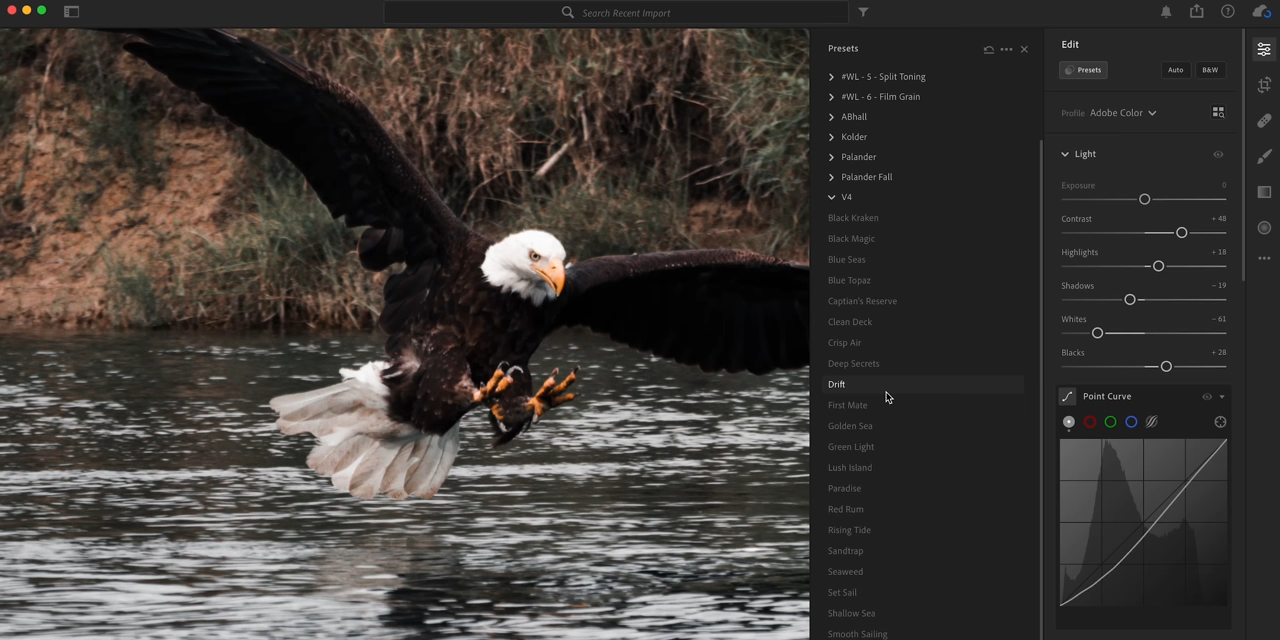 Search Recent Import
Presets
#WL - 5 - Split Toning
#WL - 6 - Film Grain
ABhall
Kolder
Palander
Palander Fall
V4
Black Kraken
Black Magic
Blue Seas
Blue Topaz
Captian's Reserve
Clean Deck
Crisp Air
Deep Secrets
Drift
First Mate
Golden Sea
Green Light
Lush Island
Paradise
Red Rum
Rising Tide
Sandtrap
Seaweed
Set Sail
Shallow Sea
Smooth Sailing
Edit
Presets Auto B&W
Profile Adobe Color
Light
Exposure 0
Contrast + 48
Highlights + 18
Shadows – 19
Whites – 61
Blacks + 28
Point Curve